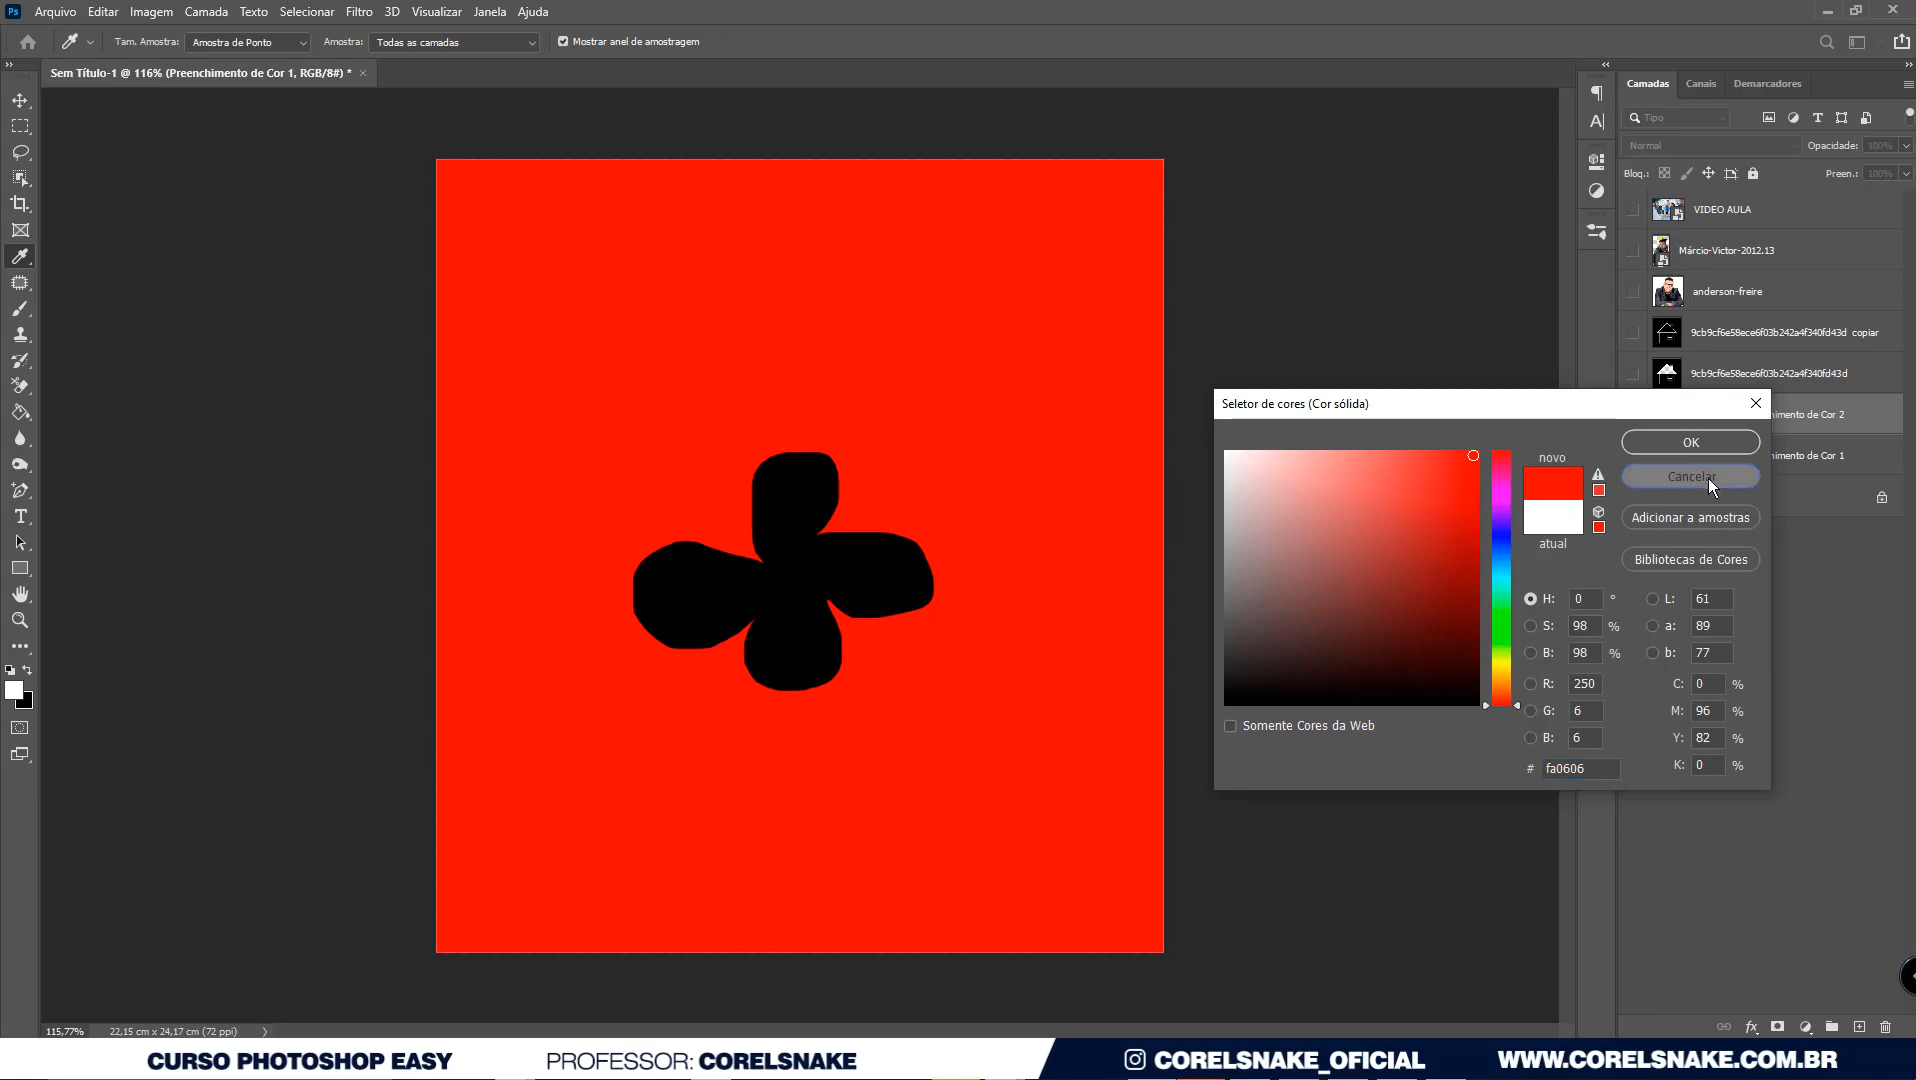 Ps Arquivo Editar Imagem Camada Texto Selecionar Filtro 3D Visualizar Janela Ajuda
Tam. Amostra: Amostra de Ponto Amostra: Todas as camadas Mostrar anel de amostragem
Sem Título-1 @ 116% (Preenchimento de Cor 1, RGB/8#) * ×
Camadas Canais Demarcadores
Tipo
Normal Opacidade: 100%
Bloq.: Preen.: 100%
VIDEO AULA
Márcio-Victor-2012.13
anderson-freire
9cb9cf6e58ece6f03b242a4f340fd43d copiar
9cb9cf6e58ece6f03b242a4f340fd43d
himento de Cor 2
himento de Cor 1
Seletor de cores (Cor sólida)
novo
atual
OK
Cancelar
Adicionar a amostras
Bibliotecas de Cores
H: 0 ° L: 61
S: 98 % a: 89
B: 98 % b: 77
R: 250 C: 0 %
G: 6 M: 96 %
B: 6 Y: 82 %
# fa0606 K: 0 %
Somente Cores da Web
115,77% 22,15 cm x 24,17 cm (72 ppi)
CURSO PHOTOSHOP EASY PROFESSOR: CORELSNAKE CORELSNAKE_OFICIAL WWW.CORELSNAKE.COM.BR